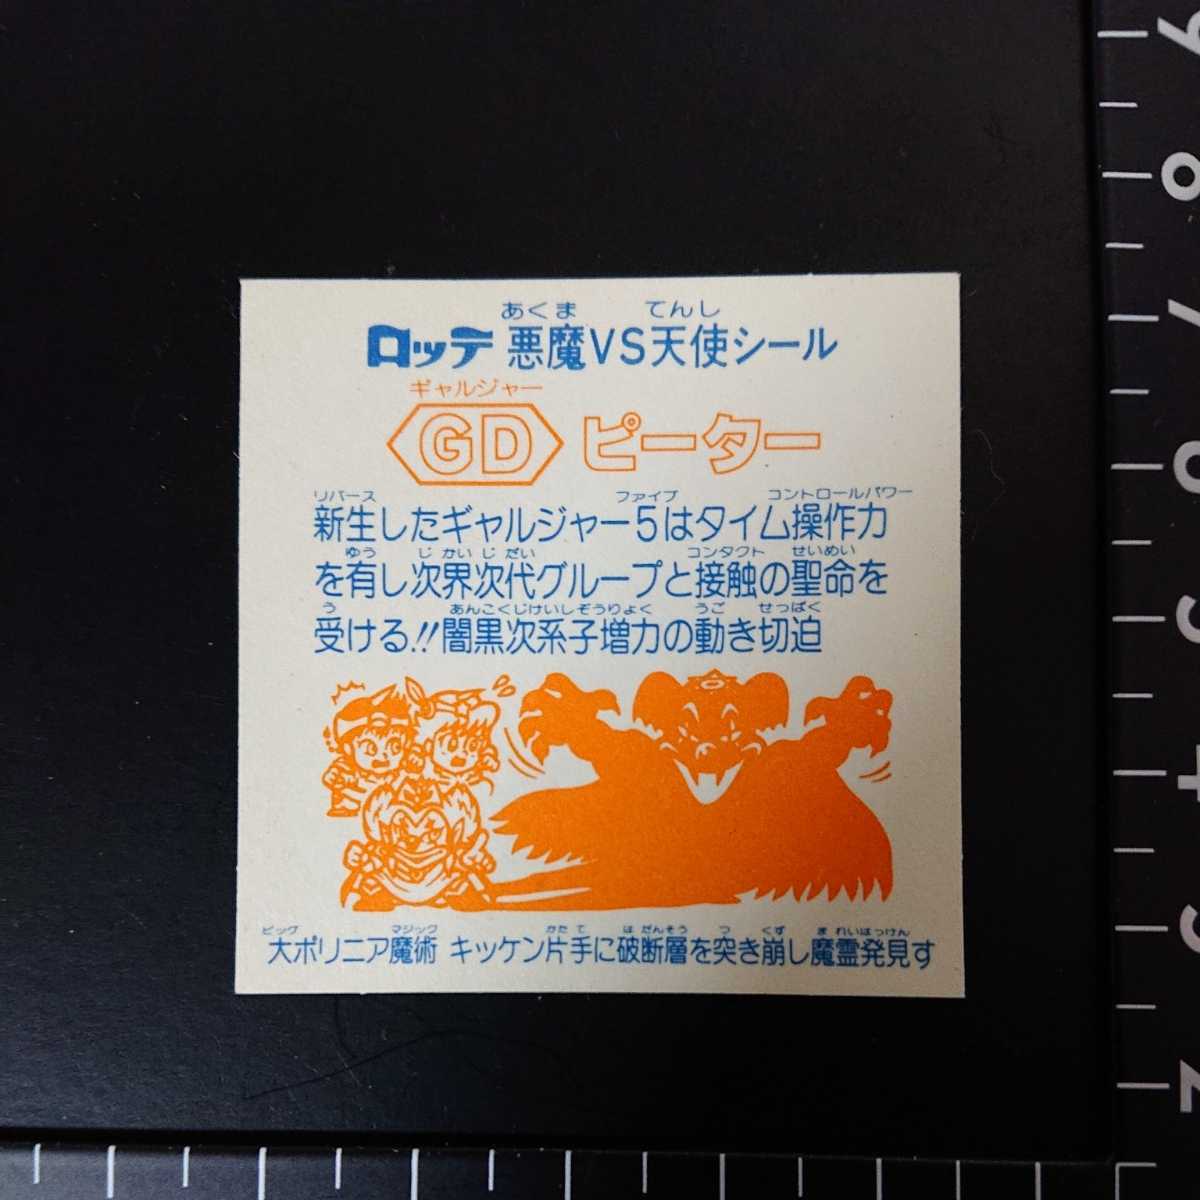 あくま てんし
ロッテ 悪魔VS天使シール
ギャルジャー
GD ピーター
リバース ファイブ コントロールパワー
新生したギャルジャー5はタイム操作力
ゆう じかいじだい コンタクト せいめい
を有し次界次代グループと接触の聖命を
う あんこくじけいしぞうりょく うご せっぱく
受ける!!闇黒次系子増力の動き切迫
ビッグ マジック かたて はだんそう つ くず まれいはっけん
大ポリニア魔術 キッケン片手に破断層を突き崩し魔霊発見す
9
8
7
6
5
4
3
2